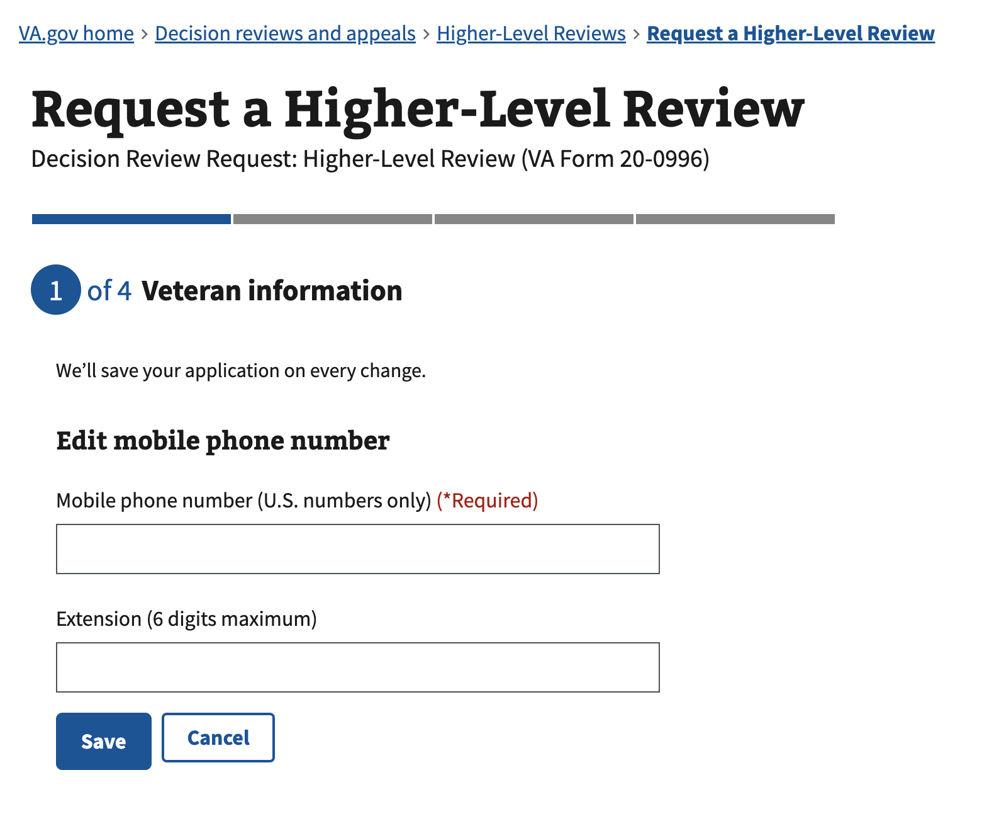 VA.gov home › Decision reviews and appeals › Higher-Level Reviews › Request a Higher-Level Review
Request a Higher-Level Review
Decision Review Request: Higher-Level Review (VA Form 20-0996)
1 of 4 Veteran information
We’ll save your application on every change.
Edit mobile phone number
Mobile phone number (U.S. numbers only) (*Required)
Extension (6 digits maximum)
Save Cancel